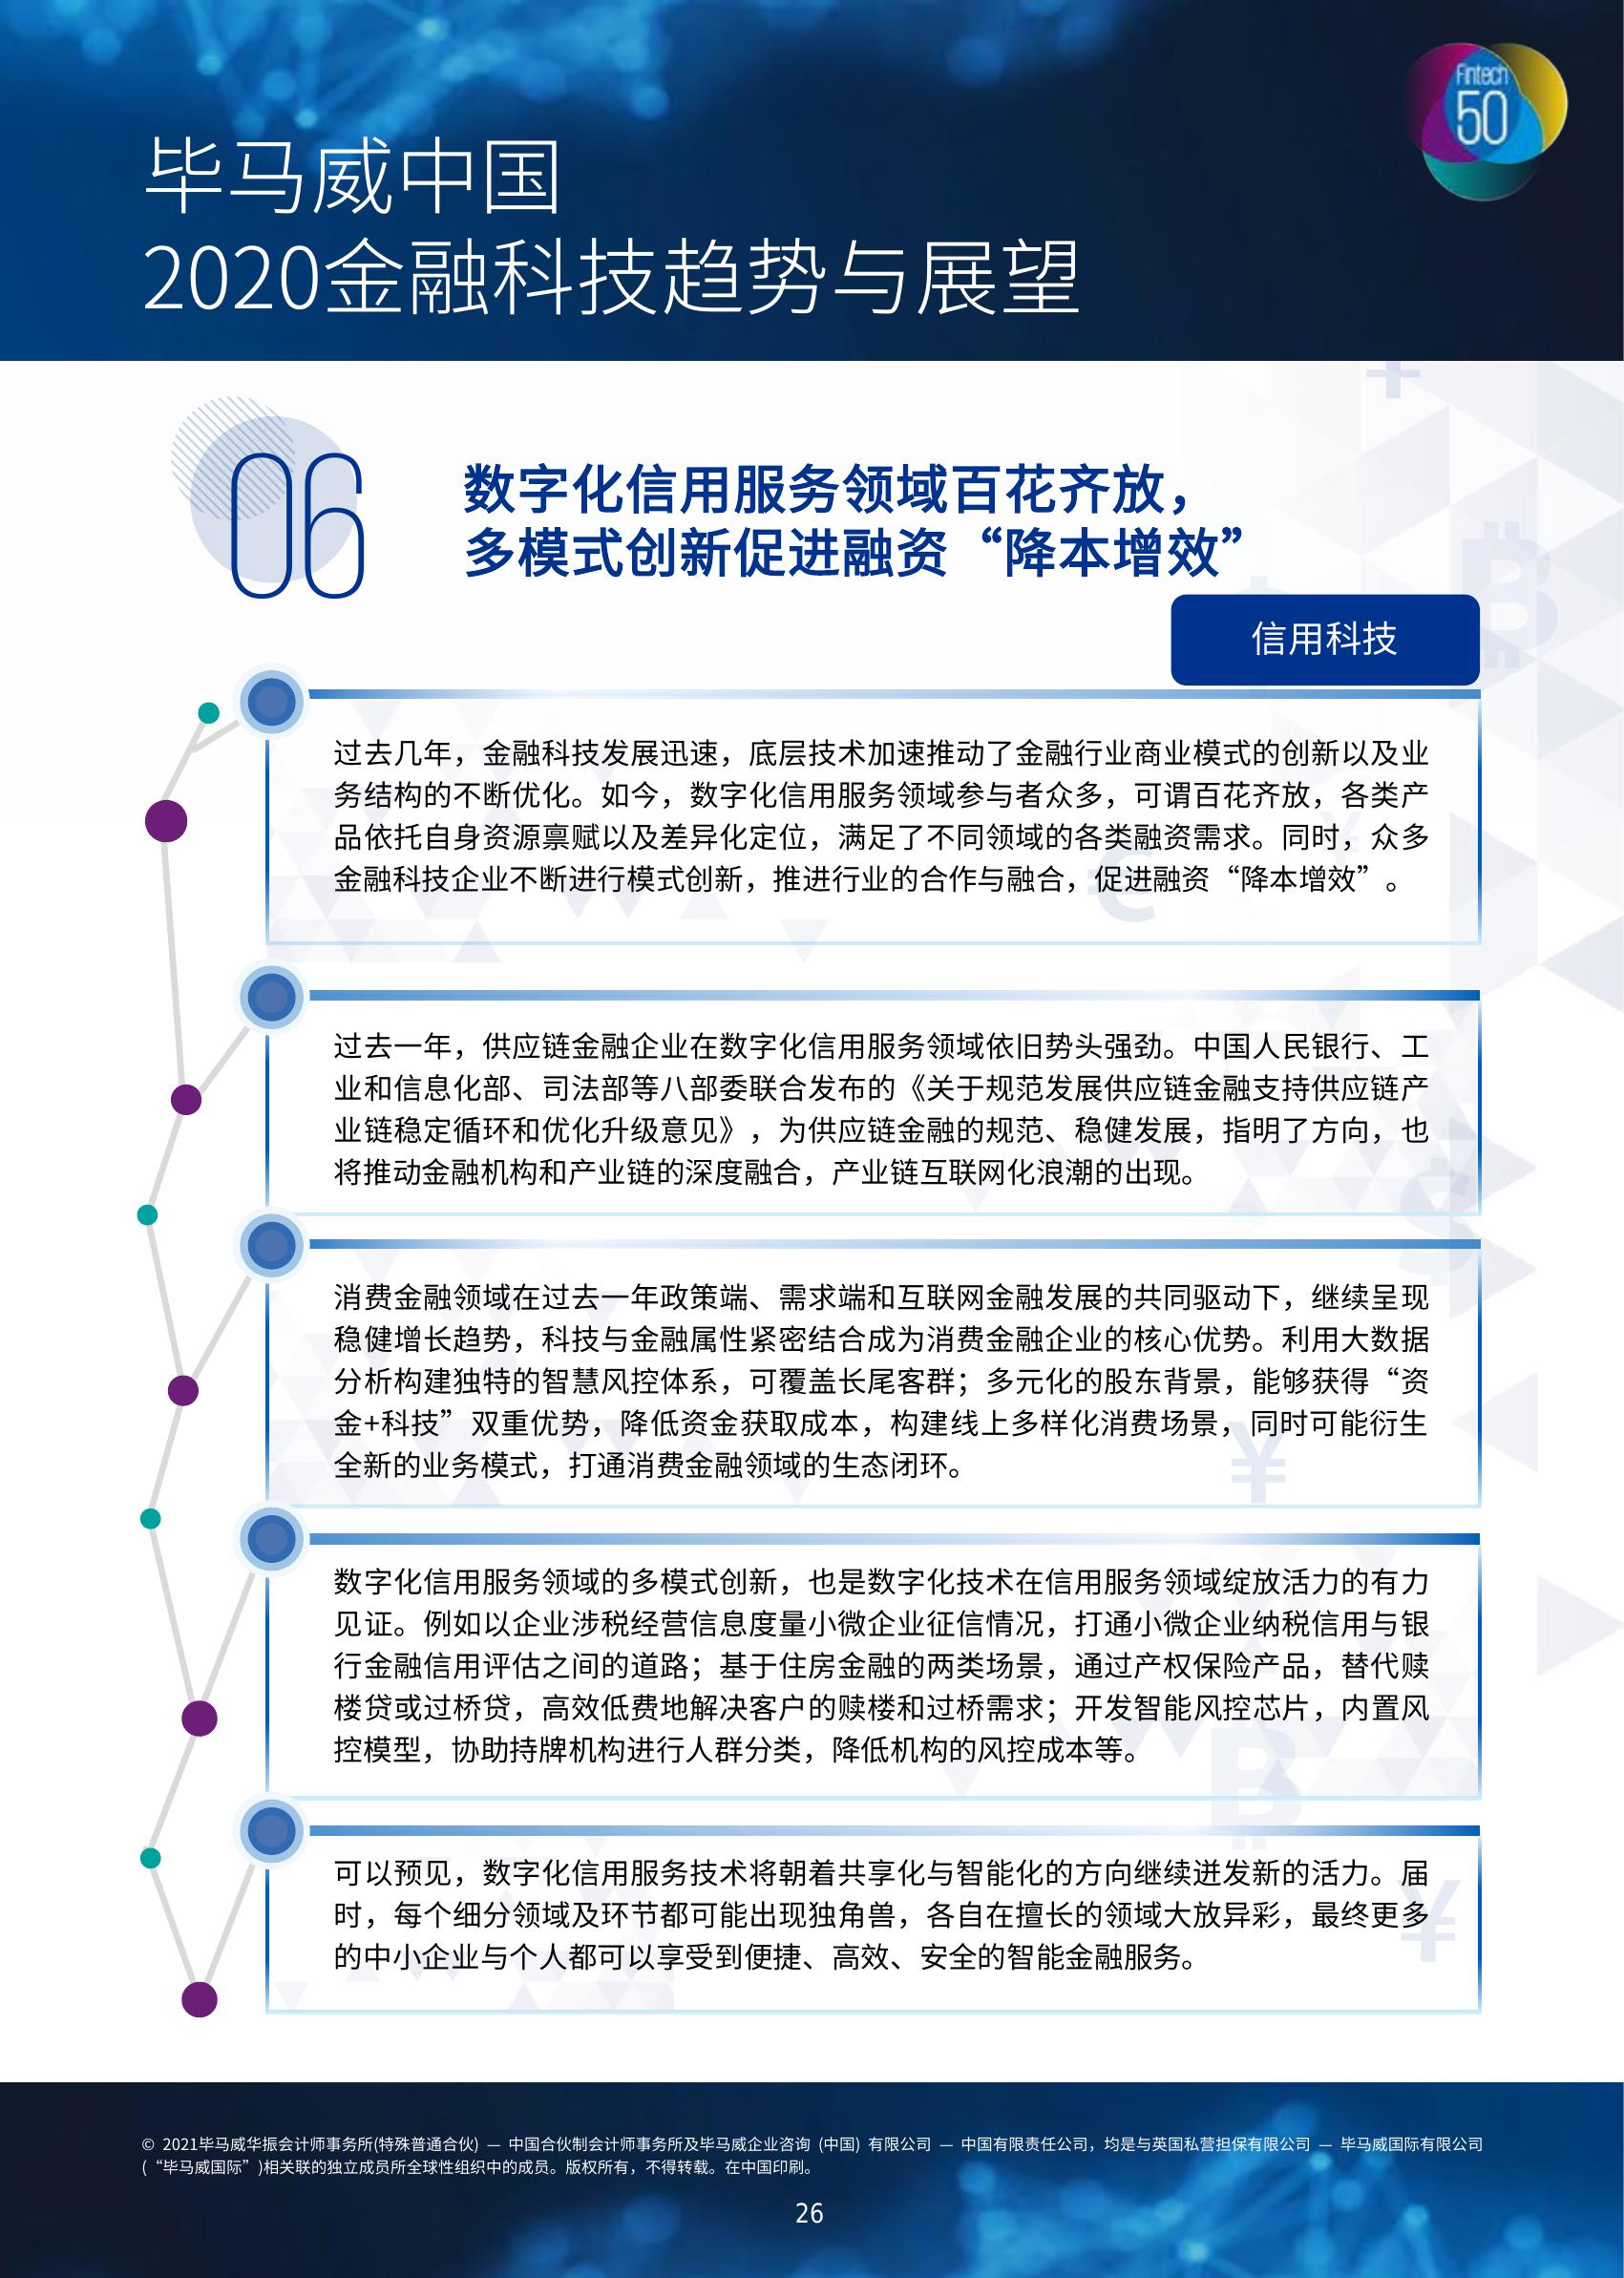 Fintech
50
毕马威中国
2020金融科技趋势与展望
06
数字化信用服务领域百花齐放，
多模式创新促进融资“降本增效”
信用科技
过去几年，金融科技发展迅速，底层技术加速推动了金融行业商业模式的创新以及业
务结构的不断优化。如今，数字化信用服务领域参与者众多，可谓百花齐放，各类产
品依托自身资源禀赋以及差异化定位，满足了不同领域的各类融资需求。同时，众多
金融科技企业不断进行模式创新，推进行业的合作与融合，促进融资“降本增效”。
过去一年，供应链金融企业在数字化信用服务领域依旧势头强劲。中国人民银行、工
业和信息化部、司法部等八部委联合发布的《关于规范发展供应链金融支持供应链产
业链稳定循环和优化升级意见》，为供应链金融的规范、稳健发展，指明了方向，也
将推动金融机构和产业链的深度融合，产业链互联网化浪潮的出现。
消费金融领域在过去一年政策端、需求端和互联网金融发展的共同驱动下，继续呈现
稳健增长趋势，科技与金融属性紧密结合成为消费金融企业的核心优势。利用大数据
分析构建独特的智慧风控体系，可覆盖长尾客群；多元化的股东背景，能够获得“资
金+科技”双重优势，降低资金获取成本，构建线上多样化消费场景，同时可能衍生
全新的业务模式，打通消费金融领域的生态闭环。
数字化信用服务领域的多模式创新，也是数字化技术在信用服务领域绽放活力的有力
见证。例如以企业涉税经营信息度量小微企业征信情况，打通小微企业纳税信用与银
行金融信用评估之间的道路；基于住房金融的两类场景，通过产权保险产品，替代赎
楼贷或过桥贷，高效低费地解决客户的赎楼和过桥需求；开发智能风控芯片，内置风
控模型，协助持牌机构进行人群分类，降低机构的风控成本等。
可以预见，数字化信用服务技术将朝着共享化与智能化的方向继续迸发新的活力。届
时，每个细分领域及环节都可能出现独角兽，各自在擅长的领域大放异彩，最终更多
的中小企业与个人都可以享受到便捷、高效、安全的智能金融服务。
© 2021毕马威华振会计师事务所(特殊普通合伙) — 中国合伙制会计师事务所及毕马威企业咨询 (中国) 有限公司 — 中国有限责任公司，均是与英国私营担保有限公司 — 毕马威国际有限公司
(“毕马威国际”)相关联的独立成员所全球性组织中的成员。版权所有，不得转载。在中国印刷。
26